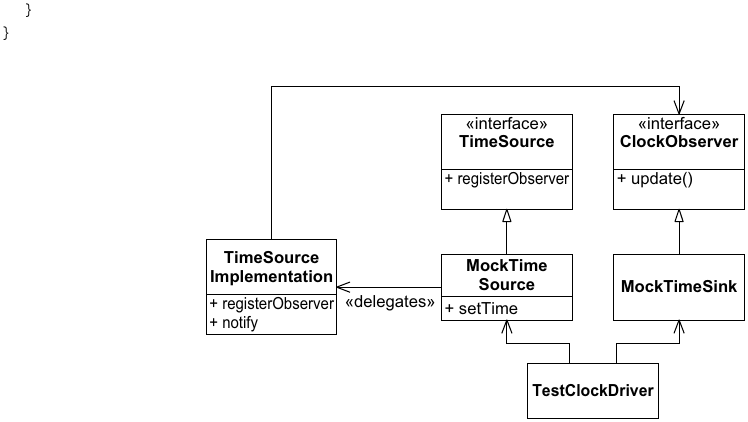 }
}
«interface»
TimeSource
+ registerObserver
«interface»
ClockObserver
+ update()
TimeSource
Implementation
+ registerObserver
+ notify
«delegates»
MockTime
Source
+ setTime
MockTimeSink
TestClockDriver